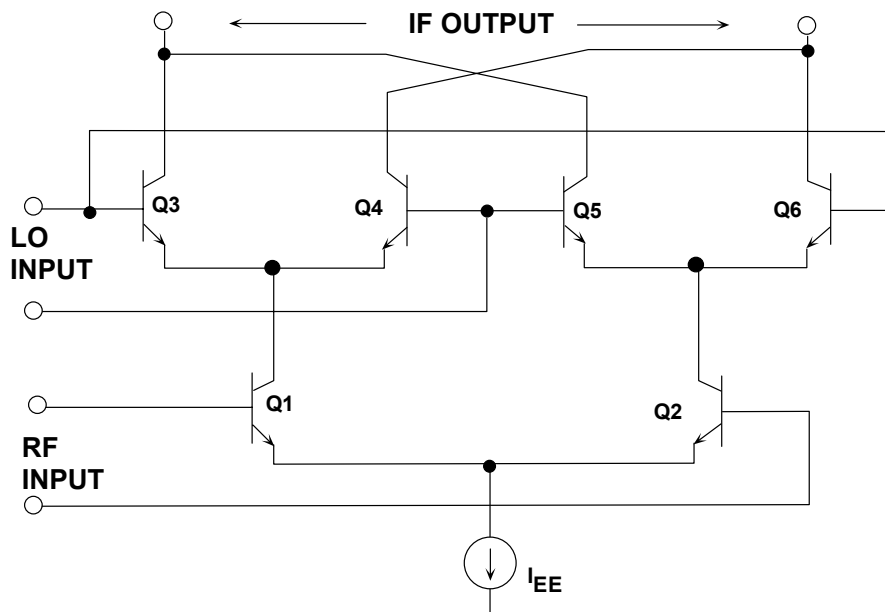 IF OUTPUT
Q3
Q4
Q5
Q6
LO
INPUT
Q1
Q2
RF
INPUT
IEE